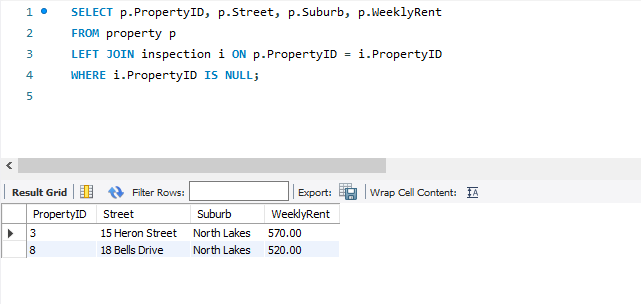 1 SELECT p.PropertyID, p.Street, p.Suburb, p.WeeklyRent
2 FROM property p
3 LEFT JOIN inspection i ON p.PropertyID = i.PropertyID
4 WHERE i.PropertyID IS NULL;
5
Result Grid Filter Rows: Export: Wrap Cell Content: IA
PropertyID Street Suburb WeeklyRent
3 15 Heron Street North Lakes 570.00
8 18 Bells Drive North Lakes 520.00